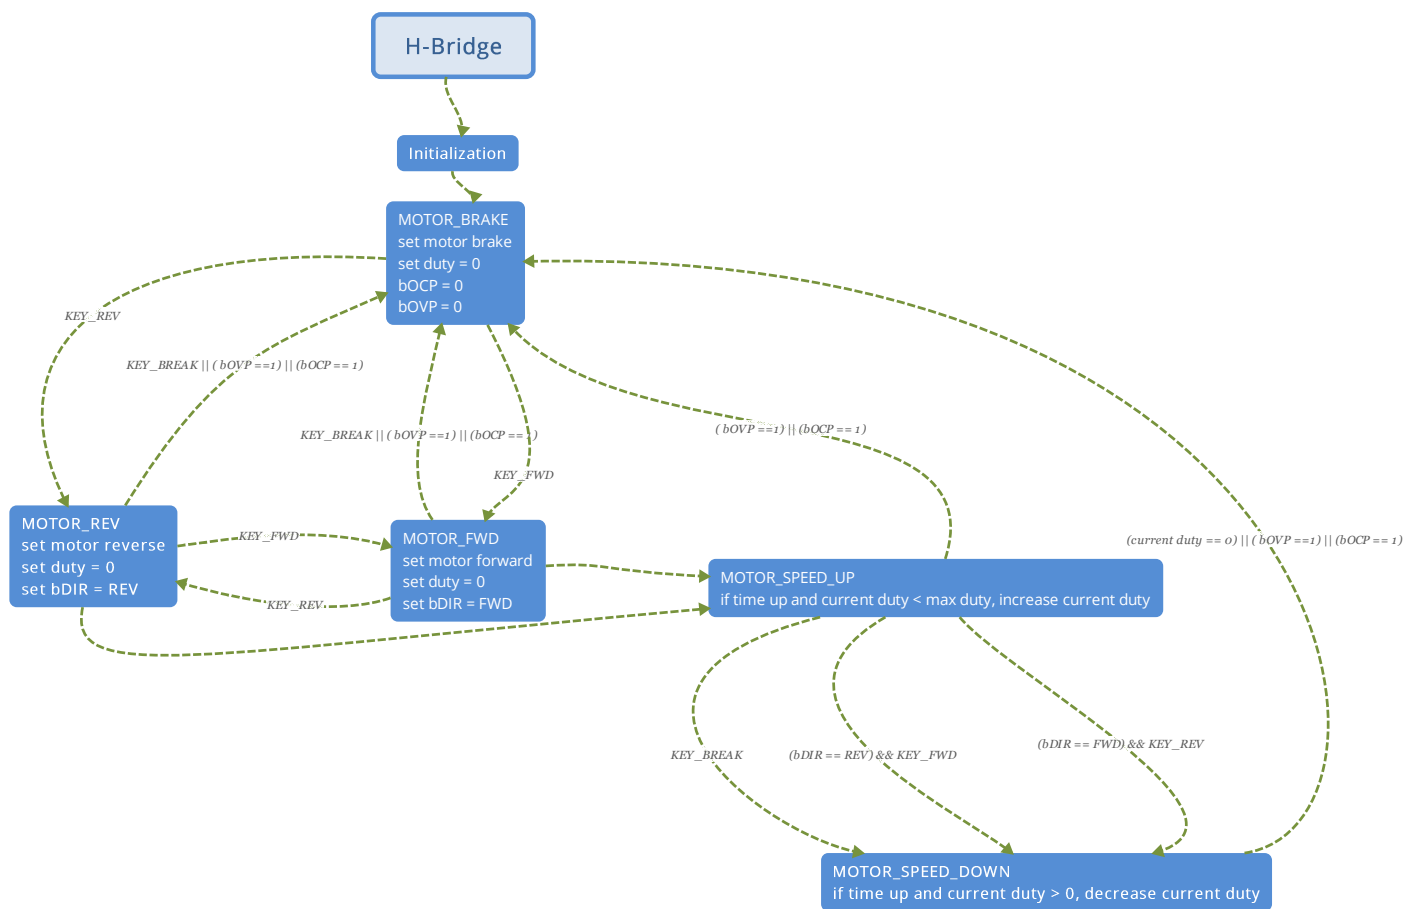 H-Bridge
Initialization
MOTOR_BRAKE
set motor brake
set duty = 0
bOCP = 0
bOVP = 0
KEY_REV
KEY_BREAK || ( bOVP ==1) || (bOCP == 1)
KEY_BREAK || ( bOVP ==1) || (bOCP == 1)
( bOVP ==1) || (bOCP == 1)
KEY_FWD
MOTOR_REV
set motor reverse
set duty = 0
set bDIR = REV
KEY_FWD
KEY_REV
MOTOR_FWD
set motor forward
set duty = 0
set bDIR = FWD
(current duty == 0) || ( bOVP ==1) || (bOCP == 1)
MOTOR_SPEED_UP
if time up and current duty < max duty, increase current duty
KEY_BREAK
(bDIR == REV) && KEY_FWD
(bDIR == FWD) && KEY_REV
MOTOR_SPEED_DOWN
if time up and current duty > 0, decrease current duty